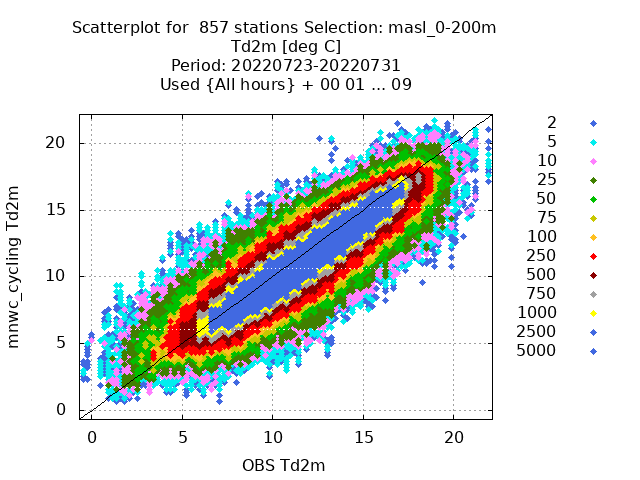 Scatterplot for  857 stations Selection: masl_0-200m
Td2m [deg C]
Period: 20220723-20220731
Used {All hours} + 00 01 ... 09
mnwc_cycling Td2m
20
15
10
5
0
0 5 10 15 20
OBS Td2m
2
5
10
25
50
75
100
250
500
750
1000
2500
5000